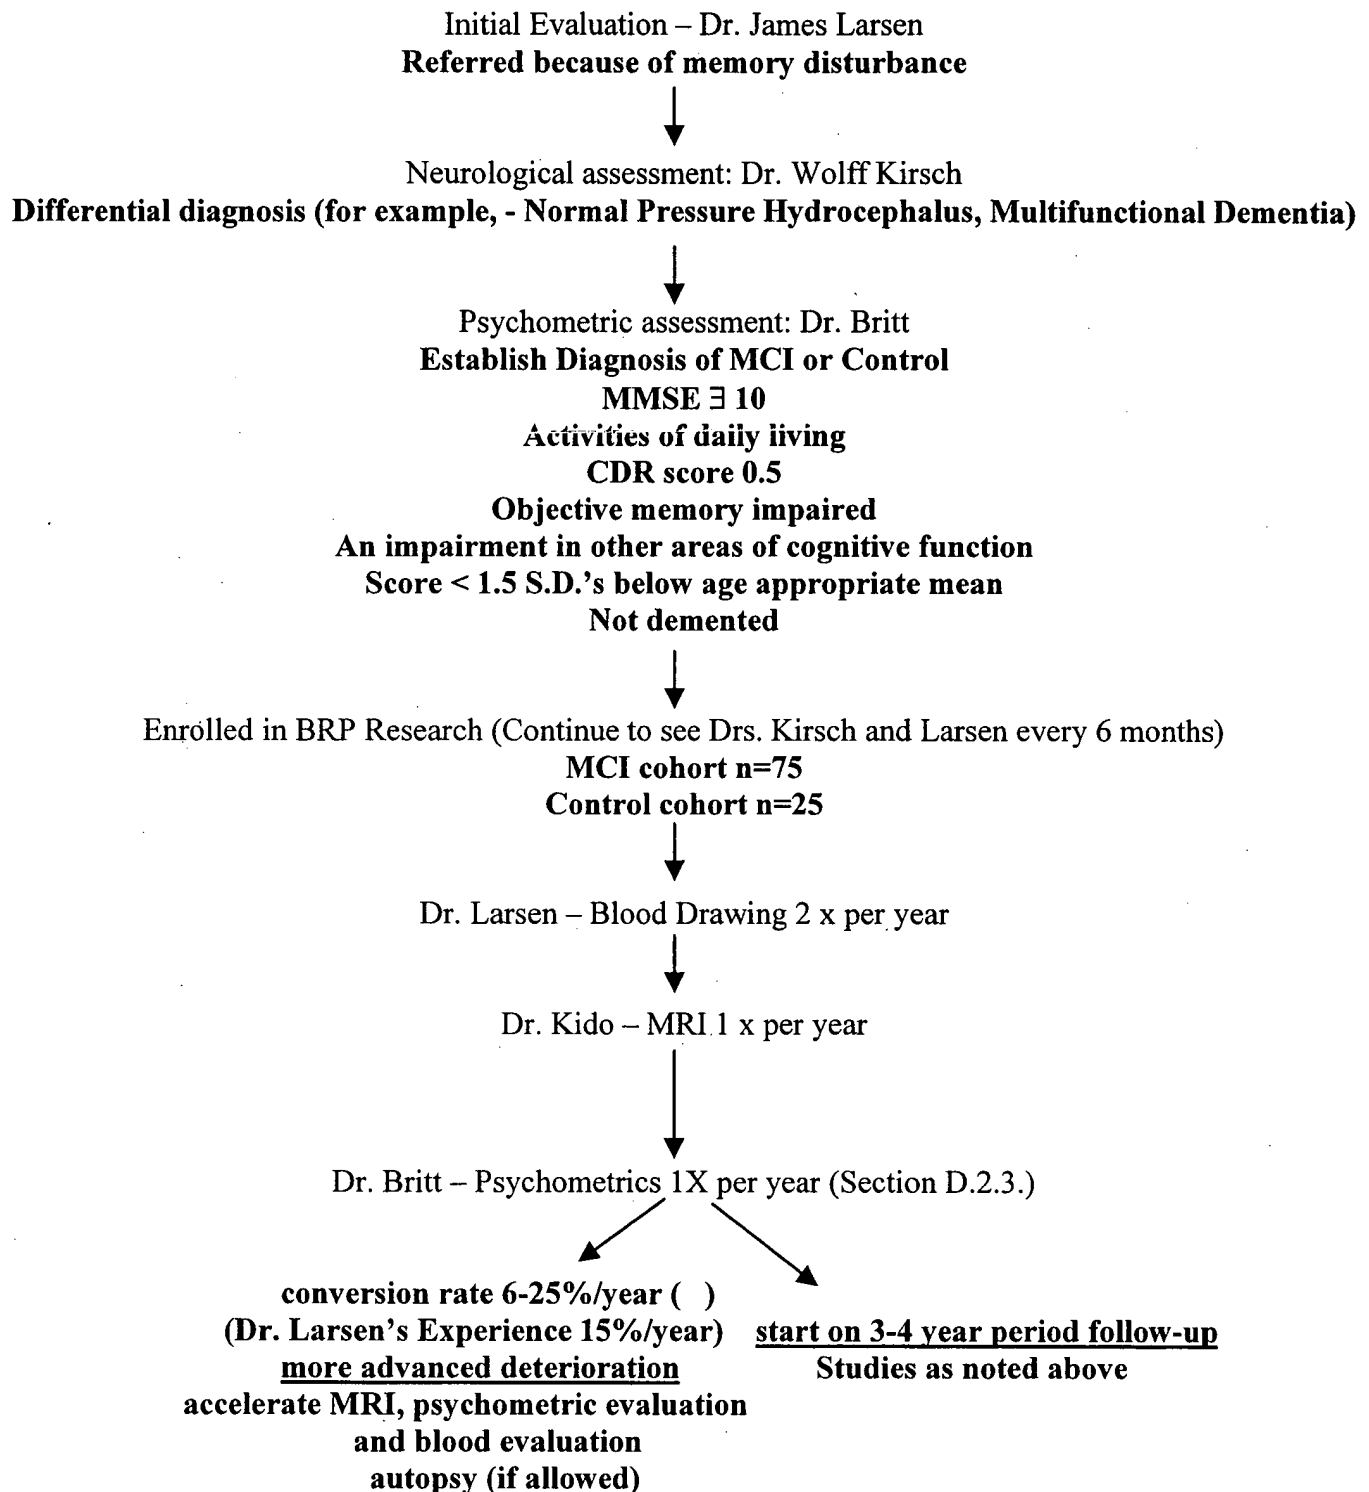 Initial Evaluation – Dr. James Larsen
Referred because of memory disturbance
Neurological assessment: Dr. Wolff Kirsch
Differential diagnosis (for example, - Normal Pressure Hydrocephalus, Multifunctional Dementia)
Psychometric assessment: Dr. Britt
Establish Diagnosis of MCI or Control
MMSE ∃ 10
Activities of daily living
CDR score 0.5
Objective memory impaired
An impairment in other areas of cognitive function
Score < 1.5 S.D.'s below age appropriate mean
Not demented
Enrolled in BRP Research (Continue to see Drs. Kirsch and Larsen every 6 months)
MCI cohort n=75
Control cohort n=25
Dr. Larsen – Blood Drawing 2 x per year
Dr. Kido – MRI 1 x per year
Dr. Britt – Psychometrics 1X per year (Section D.2.3.)
conversion rate 6-25%/year ( )
(Dr. Larsen's Experience 15%/year)
more advanced deterioration
accelerate MRI, psychometric evaluation
and blood evaluation
autopsy (if allowed)
start on 3-4 year period follow-up
Studies as noted above